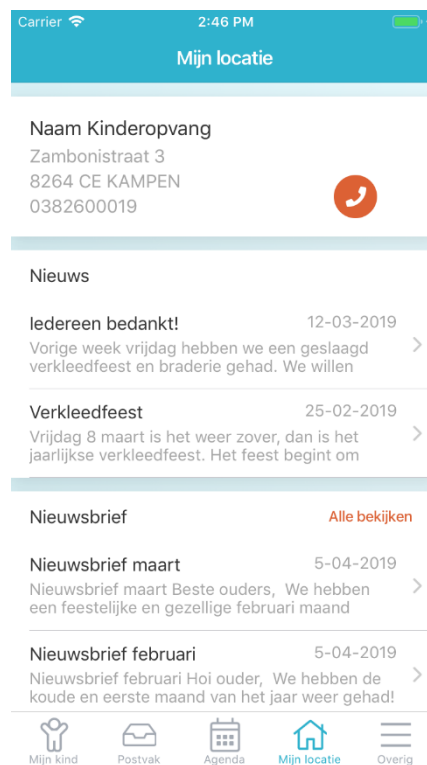 Carrier 2:46 PM
Mijn locatie
Naam Kinderopvang
Zambonistraat 3
8264 CE KAMPEN
0382600019
Nieuws
Iedereen bedankt! 12-03-2019
Vorige week vrijdag hebben we een geslaagd
verkleedfeest en braderie gehad. We willen
Verkleedfeest 25-02-2019
Vrijdag 8 maart is het weer zover, dan is het
jaarlijkse verkleedfeest. Het feest begint om
Nieuwsbrief Alle bekijken
Nieuwsbrief maart 5-04-2019
Nieuwsbrief maart Beste ouders, We hebben
een feestelijke en gezellige februari maand
Nieuwsbrief februari 5-04-2019
Nieuwsbrief februari Hoi ouder, We hebben de
koude en eerste maand van het jaar weer gehad!
Mijn kind Postvak Agenda Mijn locatie Overig